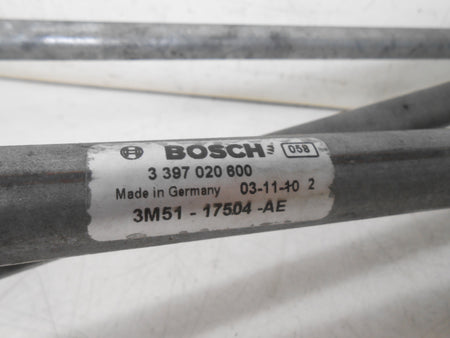 BOSCH 058
3 397 020 600
Made in Germany 03-11-10 2
3M51 - 17504 -AE